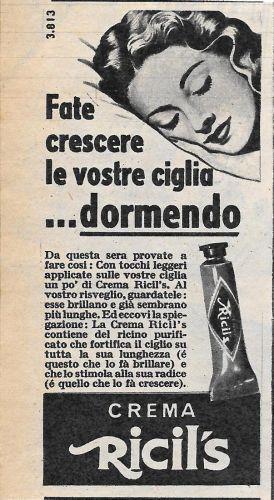 3.813
Fate
crescere
le vostre ciglia
...dormendo
Da questa sera provate a
fare cosi : Con tocchi leggeri
applicate sulle vostre ciglia
un po' di Crema Ricil's. Al
vostro risveglio, guardatele :
esse brillano e già sembrano
più lunghe. Ed eccovi la spie-
gazione : La Crema Ricil's
contiene del ricino purifi-
cato che fortifica il ciglio su
tutta la sua lunghezza (é
questo che lo fà brillare) e
che lo stimola alla sua radice
(é quello che lo fà crescere).
Ricil's
CREMA
Ricil's